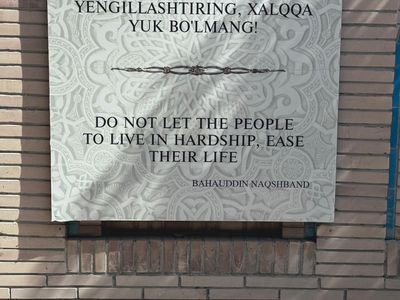 YENGILLASHTIRING, XALQQA
YUK BO'LMANG!
DO NOT LET THE PEOPLE
TO LIVE IN HARDSHIP, EASE
THEIR LIFE
BAHAUDDIN NAQSHBAND